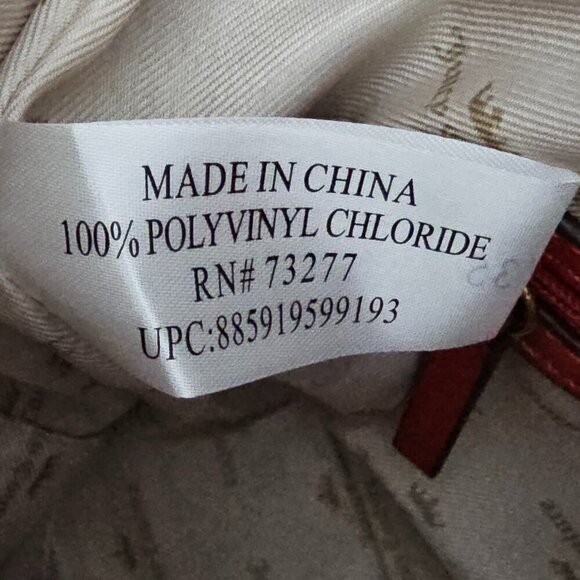 MADE IN CHINA
100% POLYVINYL CHLORIDE
RN# 73277
UPC:885919599193